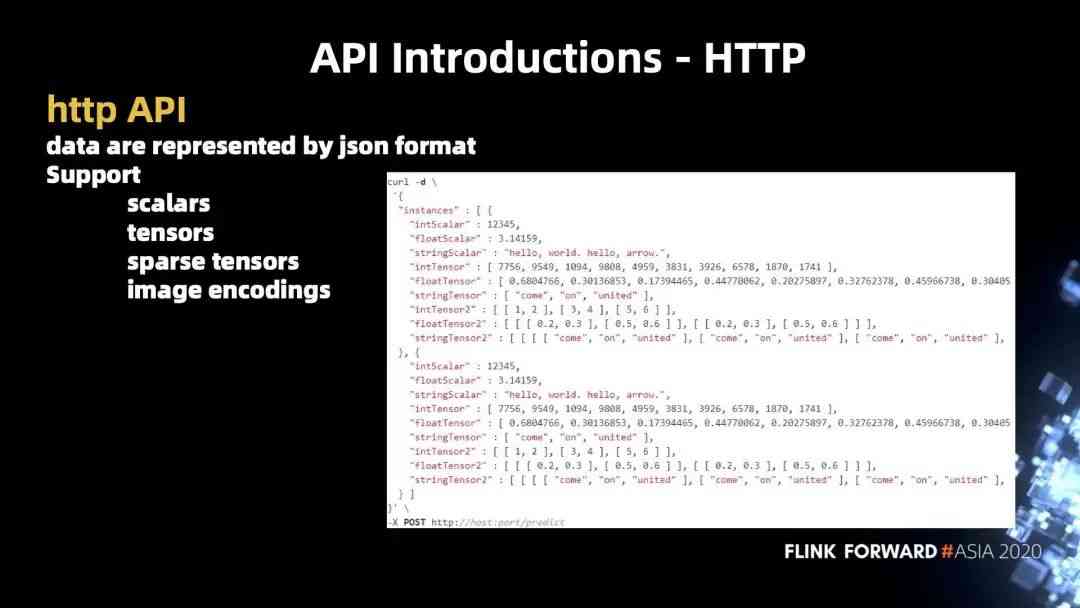 API Introductions - HTTP
http API
data are represented by json format
Support
scalars
tensors
sparse tensors
image encodings
curl -d \
'{
"instances" : [ {
"intScalar" : 12345,
"floatScalar" : 3.14159,
"stringScalar" : "hello, world. hello, arrow.",
"intTensor" : [ 7756, 9549, 1094, 9808, 4959, 3831, 3926, 6578, 1870, 1741 ],
"floatTensor" : [ 0.6804766, 0.30136853, 0.17394465, 0.44770062, 0.20275897, 0.32762378, 0.45966738, 0.30405
"stringTensor" : [ "come", "on", "united" ],
"intTensor2" : [ [ 1, 2 ], [ 3, 4 ], [ 5, 6 ] ],
"floatTensor2" : [ [ [ 0.2, 0.3 ], [ 0.5, 0.6 ] ], [ [ 0.2, 0.3 ], [ 0.5, 0.6 ] ] ],
"stringTensor2" : [ [ [ [ "come", "on", "united" ], [ "come", "on", "united" ], [ "come", "on", "united" ],
}, {
"intScalar" : 12345,
"floatScalar" : 3.14159,
"stringScalar" : "hello, world. hello, arrow.",
"intTensor" : [ 7756, 9549, 1094, 9808, 4959, 3831, 3926, 6578, 1870, 1741 ],
"floatTensor" : [ 0.6804766, 0.30136853, 0.17394465, 0.44770062, 0.20275897, 0.32762378, 0.45966738, 0.30405
"stringTensor" : [ "come", "on", "united" ],
"intTensor2" : [ [ 1, 2 ], [ 3, 4 ], [ 5, 6 ] ],
"floatTensor2" : [ [ [ 0.2, 0.3 ], [ 0.5, 0.6 ] ], [ [ 0.2, 0.3 ], [ 0.5, 0.6 ] ] ],
"stringTensor2" : [ [ [ [ "come", "on", "united" ], [ "come", "on", "united" ], [ "come", "on", "united" ],
} ]
}' \
-X POST http://host:port/predict
FLINK FORWARD #ASIA 2020